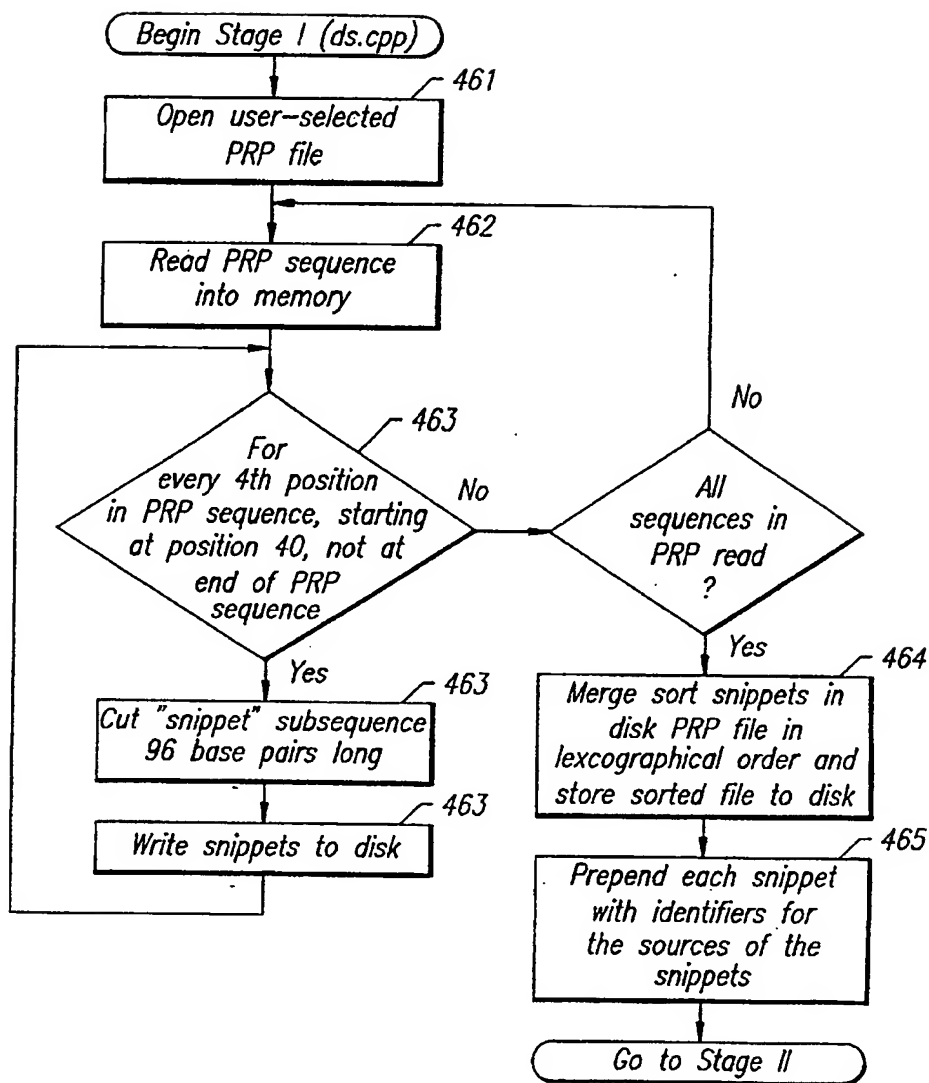 Begin Stage I (ds.cpp)
461
Open user-selected
PRP file
462
Read PRP sequence
into memory
463
For
every 4th position
in PRP sequence, starting
at position 40, not at
end of PRP
sequence
No
Yes
463
Cut "snippet" subsequence
96 base pairs long
463
Write snippets to disk
No
All
sequences in
PRP read
?
Yes
464
Merge sort snippets in
disk PRP file in
lexcographical order and
store sorted file to disk
465
Prepend each snippet
with identifiers for
the sources of the
snippets
Go to Stage II